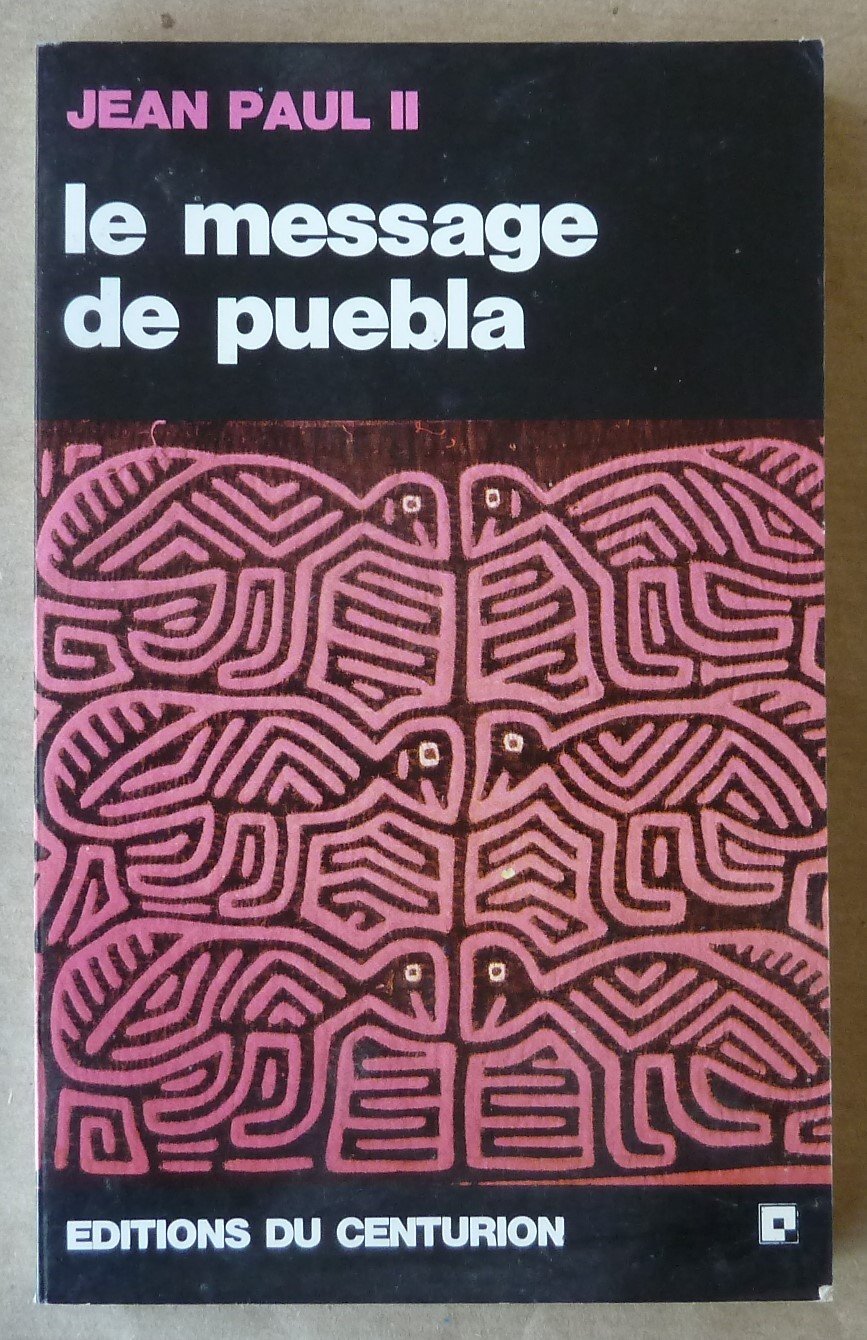 JEAN PAUL II
le message
de puebla
EDITIONS DU CENTURION